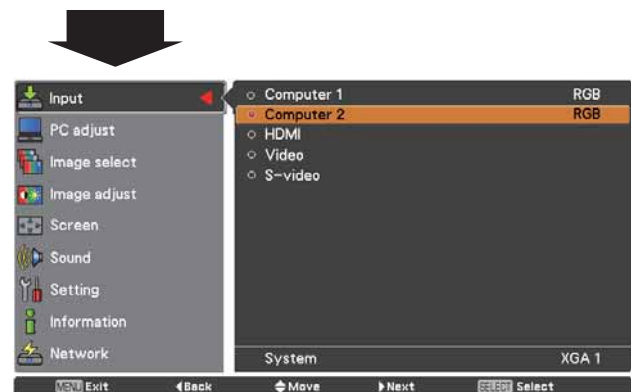 Input
PC adjust
Image select
Image adjust
Screen
Sound
Setting
Information
Network
Computer 1 RGB
Computer 2 RGB
HDMI
Video
S-video
System XGA 1
MENU Exit Back Move Next SELECT Select